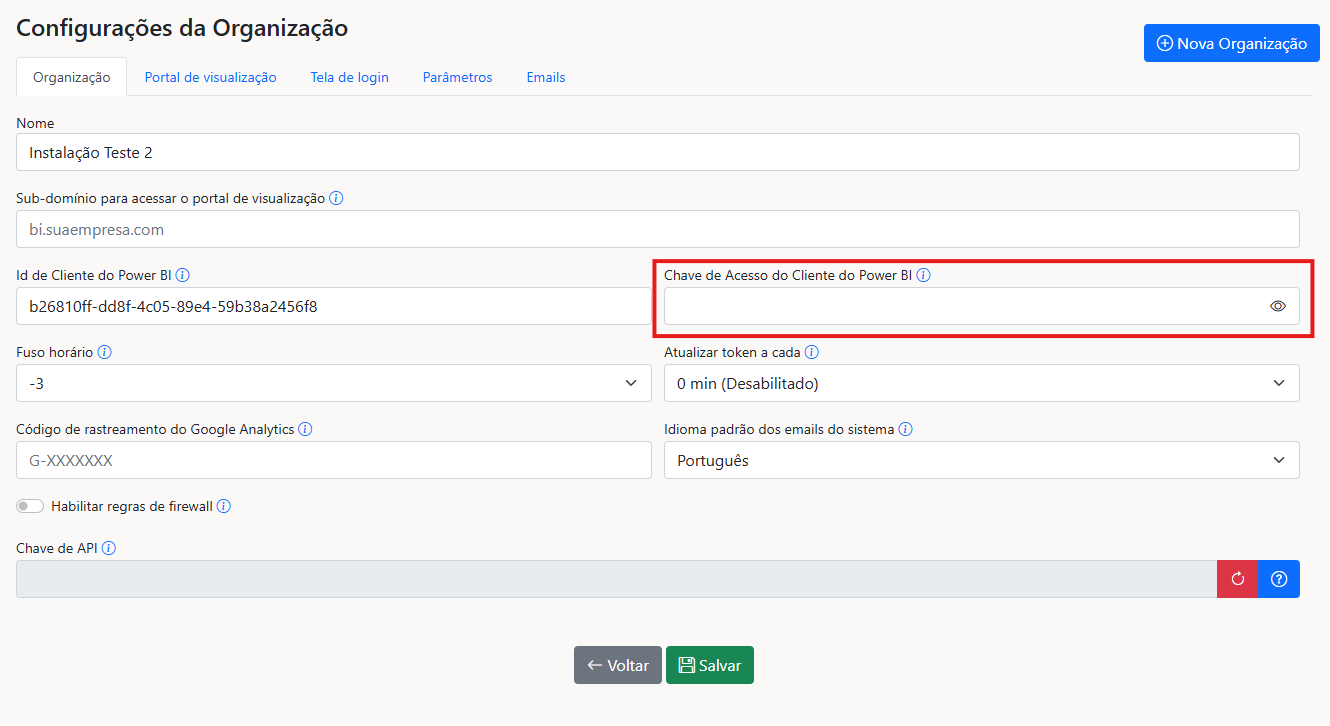 Configurações da Organização
Nova Organização
Organização Portal de visualização Tela de login Parâmetros Emails
Nome
Instalação Teste 2
Sub-domínio para acessar o portal de visualização
bi.suaempresa.com
Id de Cliente do Power BI Chave de Acesso do Cliente do Power BI
b26810ff-dd8f-4c05-89e4-59b38a2456f8
Fuso horário Atualizar token a cada
-3 0 min (Desabilitado)
Código de rastreamento do Google Analytics Idioma padrão dos emails do sistema
G-XXXXXXX Português
Habilitar regras de firewall
Chave de API
Voltar Salvar